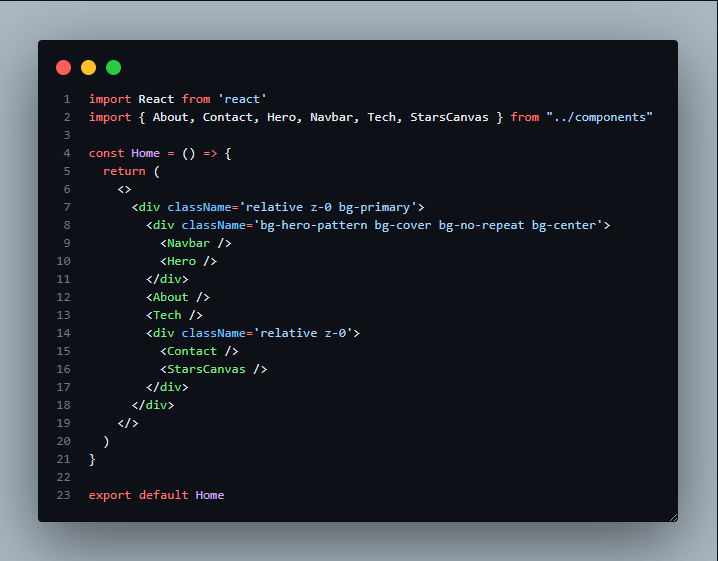 1 import React from 'react'
2 import { About, Contact, Hero, Navbar, Tech, StarsCanvas } from "../components"
3
4 const Home = () => {
5   return (
6     <>
7       <div className='relative z-0 bg-primary'>
8         <div className='bg-hero-pattern bg-cover bg-no-repeat bg-center'>
9           <Navbar />
10           <Hero />
11         </div>
12         <About />
13         <Tech />
14         <div className='relative z-0'>
15           <Contact />
16           <StarsCanvas />
17         </div>
18       </div>
19     </>
20   )
21 }
22
23 export default Home